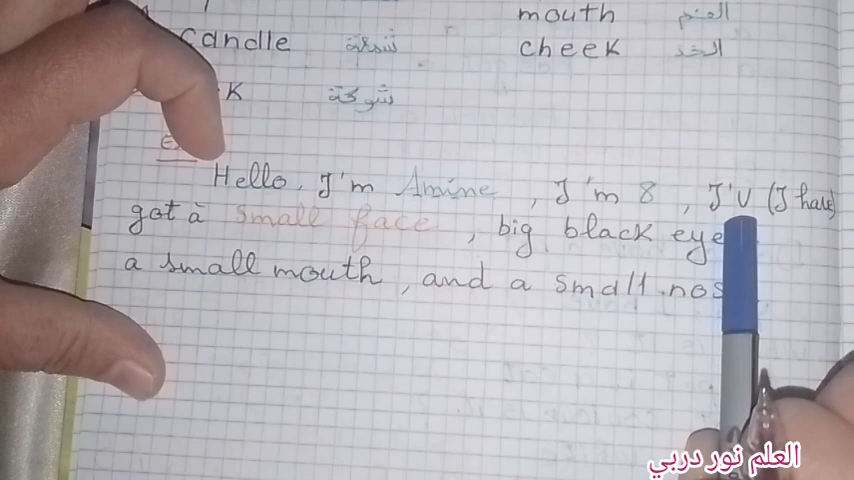 mouth الفم
candle شمعة cheek الخد
K شوكة
Ex
Hello, I'm Amine, I'm 8, I'v (I have)
got à small face, big black eye
a small mouth, and a small nos
العلم نور دربي